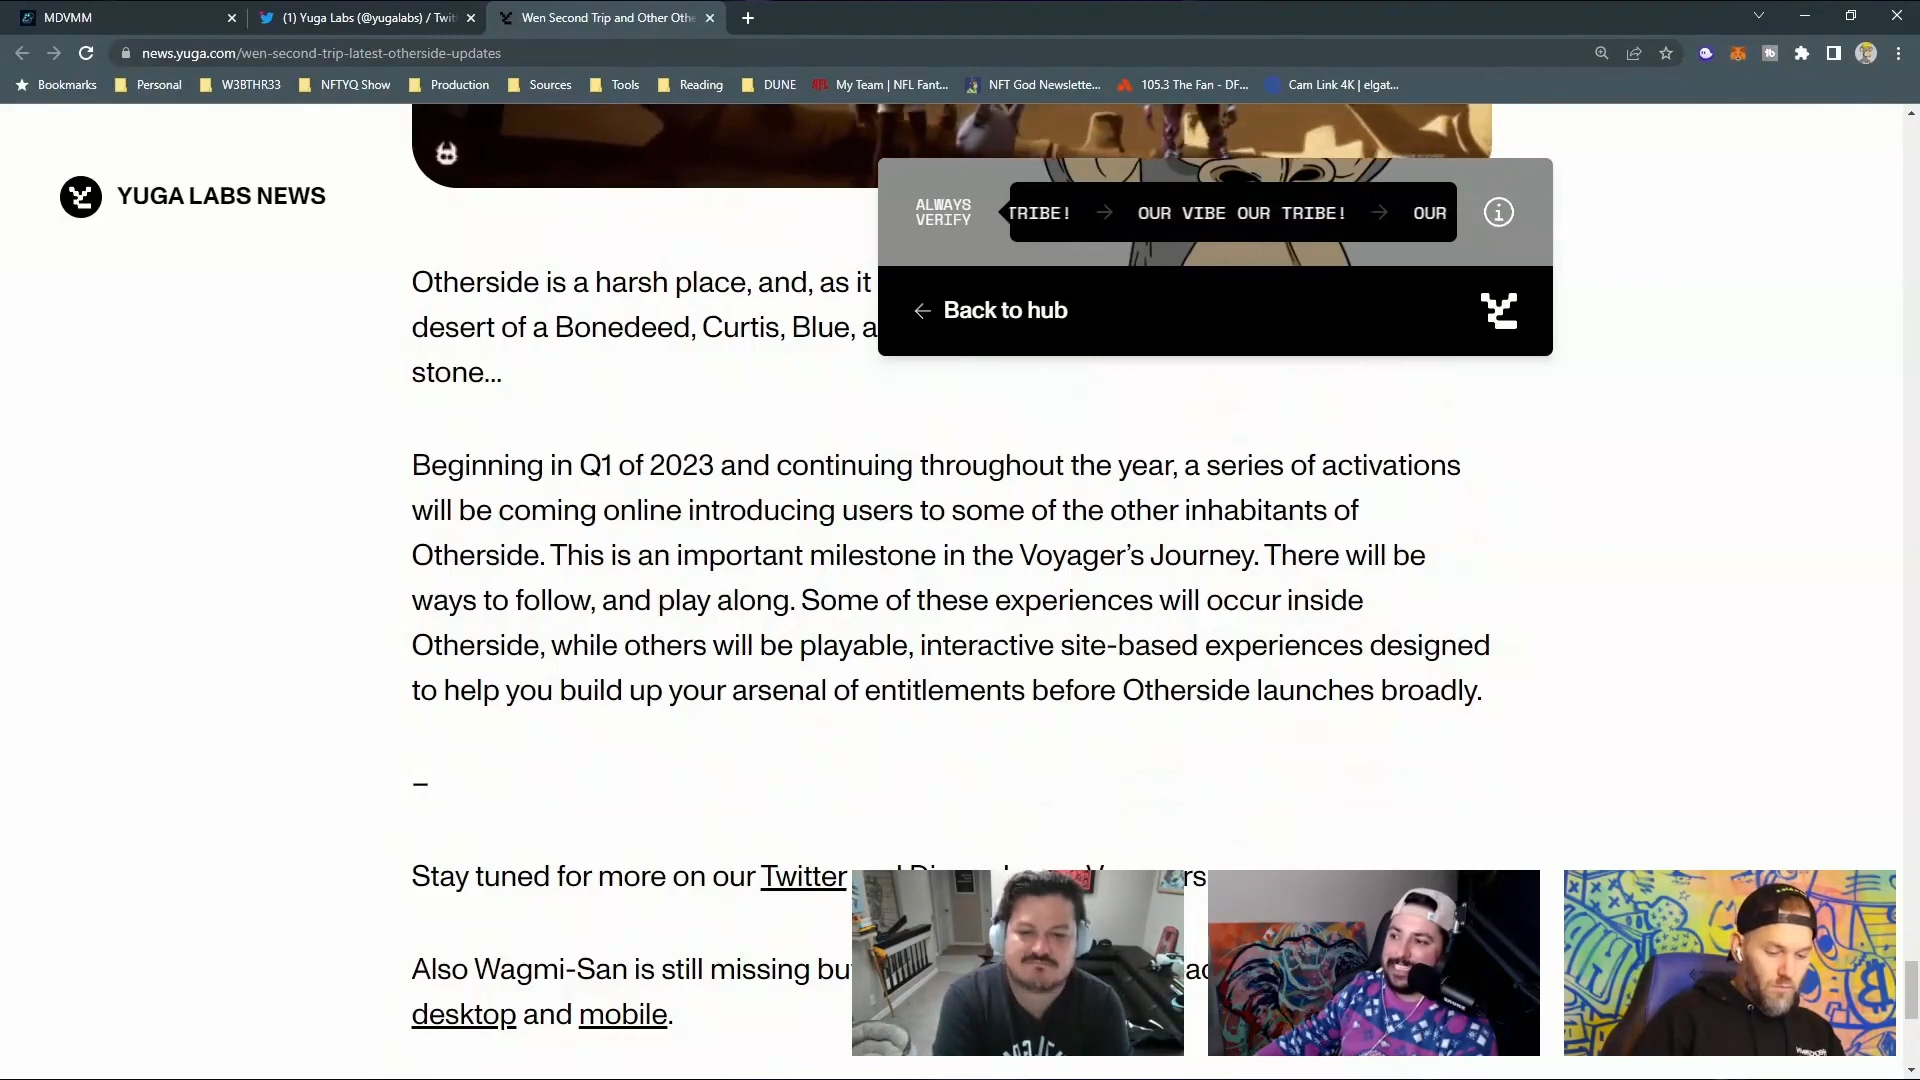 MDVMM
(1) Yuga Labs (@yugalabs) / Twit
Wen Second Trip and Other Othe
news.yuga.com/wen-second-trip-latest-otherside-updates
Bookmarks
Personal
W3BTHR33
NFTYQ Show
Production
Sources
Tools
Reading
DUNE
My Team | NFL Fant...
NFT God Newslette...
105.3 The Fan - DF...
Cam Link 4K | elgat...
YUGA LABS NEWS
ALWAYS
VERIFY
TRIBE! → OUR VIBE OUR TRIBE! → OUR
← Back to hub
Otherside is a harsh place, and, as it
desert of a Bonedeed, Curtis, Blue, a
stone...
Beginning in Q1 of 2023 and continuing throughout the year, a series of activations
will be coming online introducing users to some of the other inhabitants of
Otherside. This is an important milestone in the Voyager’s Journey. There will be
ways to follow, and play along. Some of these experiences will occur inside
Otherside, while others will be playable, interactive site-based experiences designed
to help you build up your arsenal of entitlements before Otherside launches broadly.
–
Stay tuned for more on our Twitter
Also Wagmi-San is still missing bu
desktop and mobile.